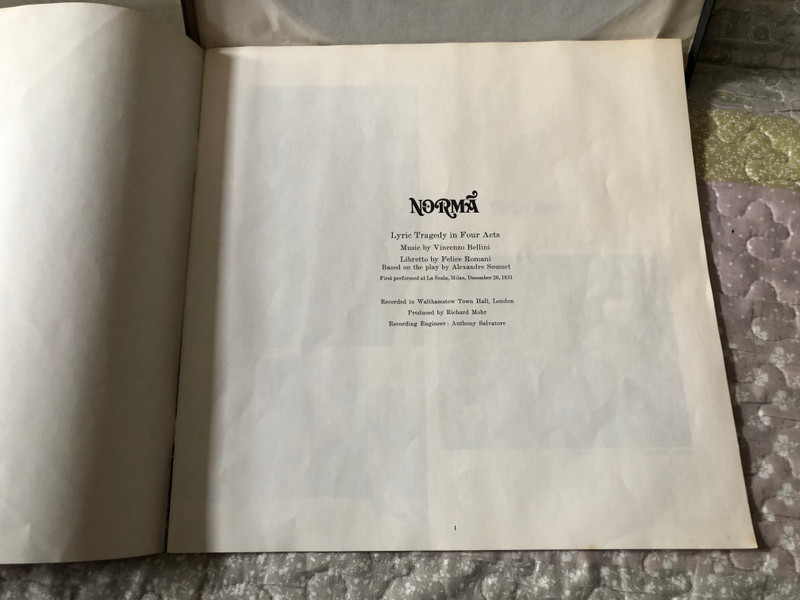 NORMA
Lyric Tragedy in Four Acts
Music by Vincenzo Bellini
Libretto by Felice Romani
Based on the play by Alexandre Soumet
First performed at La Scala, Milan, December 26, 1831
Recorded in Walthamstow Town Hall, London
Produced by Richard Mohr
Recording Engineer: Anthony Salvatore
1